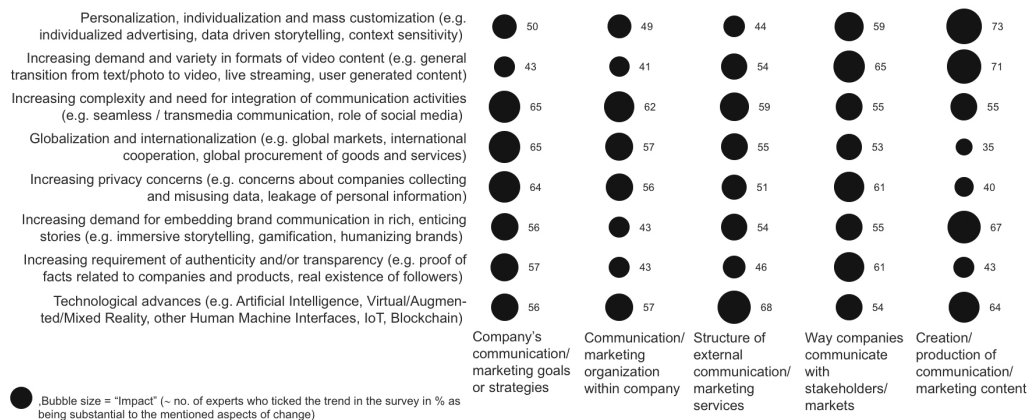 Personalization, individualization and mass customization (e.g.
individualized advertising, data driven storytelling, context sensitivity)
50 49 44 59 73
Increasing demand and variety in formats of video content (e.g. general
transition from text/photo to video, live streaming, user generated content)
43 41 54 65 71
Increasing complexity and need for integration of communication activities
(e.g. seamless / transmedia communication, role of social media)
65 62 59 55 55
Globalization and internationalization (e.g. global markets, international
cooperation, global procurement of goods and services)
65 57 55 53 35
Increasing privacy concerns (e.g. concerns about companies collecting
and misusing data, leakage of personal information)
64 56 51 61 40
Increasing demand for embedding brand communication in rich, enticing
stories (e.g. immersive storytelling, gamification, humanizing brands)
56 43 54 55 67
Increasing requirement of authenticity and/or transparency (e.g. proof of
facts related to companies and products, real existence of followers)
57 43 46 61 43
Technological advances (e.g. Artificial Intelligence, Virtual/Augmen-
ted/Mixed Reality, other Human Machine Interfaces, IoT, Blockchain)
56 57 68 54 64
Company's
communication/
marketing goals
or strategies
Communication/
marketing
organization
within company
Structure of
external
communication/
marketing
services
Way companies
communicate
with
stakeholders/
markets
Creation/
production of
communication/
marketing content
‚Bubble size = “Impact” (~ no. of experts who ticked the trend in the survey in % as
being substantial to the mentioned aspects of change)